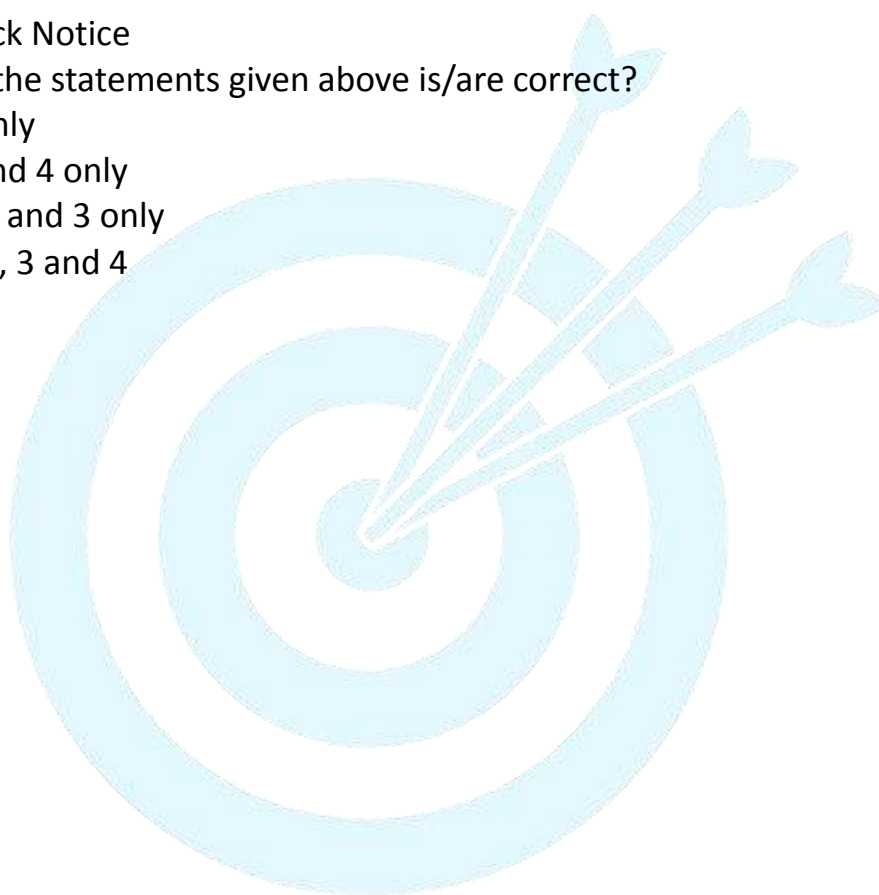 ck Notice
the statements given above is/are correct?
nly
nd 4 only
and 3 only
, 3 and 4